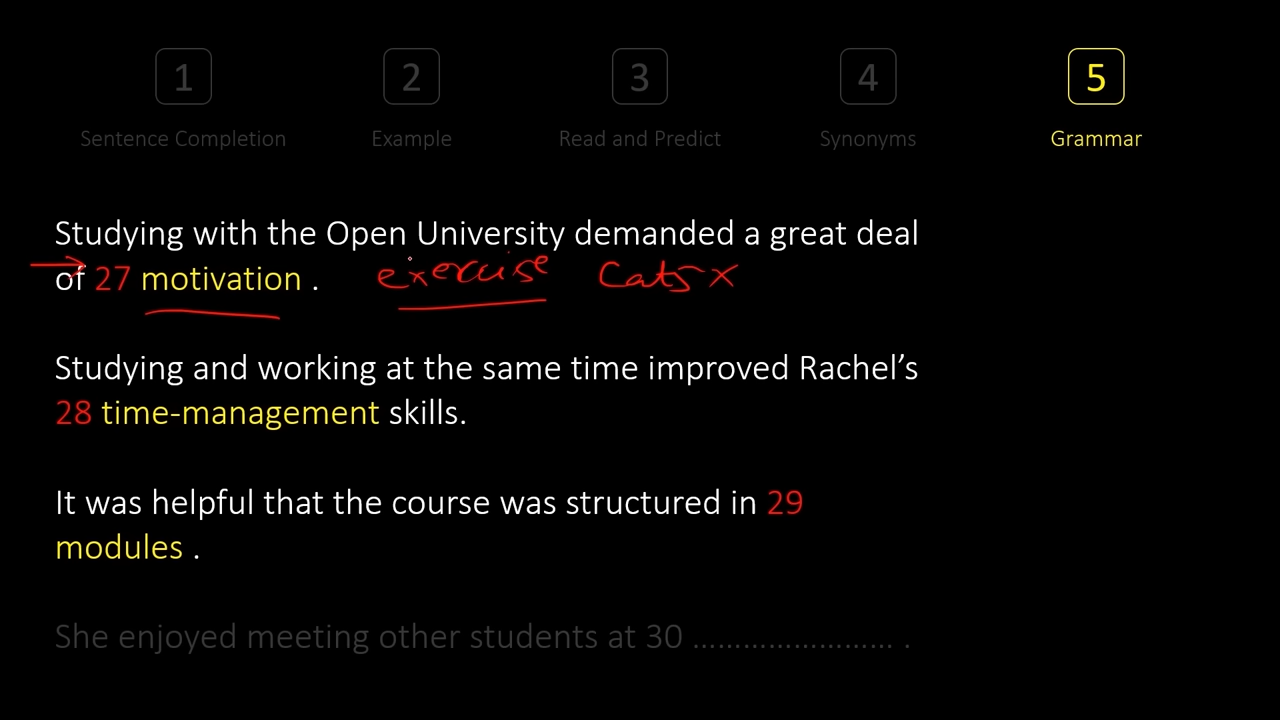 1 2 3 4 5
Sentence Completion Example Read and Predict Synonyms Grammar
Studying with the Open University demanded a great deal
of 27 motivation . exercise Cats x
Studying and working at the same time improved Rachel’s
28 time-management skills.
It was helpful that the course was structured in 29
modules .
She enjoyed meeting other students at 30 ........................ .